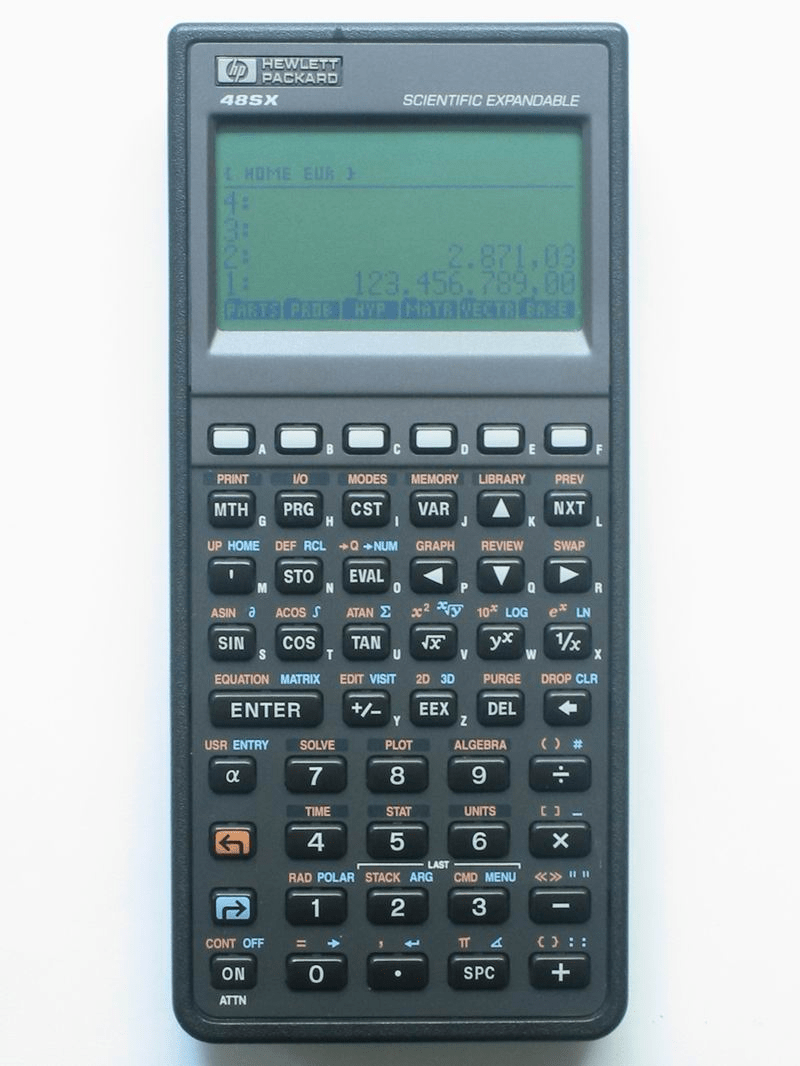 hp HEWLETT
PACKARD
48SX SCIENTIFIC EXPANDABLE
{ HOME EUR }
4:
3:
2: 2.871,03
1: 123.456.789,00
PARTS PROB HYP MATR VECTR BASE
A B C D E F
PRINT I/O MODES MEMORY LIBRARY PREV
MTH G PRG H CST I VAR J ▲ K NXT L
UP HOME DEF RCL →Q →NUM GRAPH REVIEW SWAP
' M STO N EVAL O ◀ P ▼ Q ▶ R
ASIN ∂ ACOS ∫ ATAN Σ x² ˣ√y 10ˣ LOG eˣ LN
SIN S COS T TAN U √x V yˣ W 1/x X
EQUATION MATRIX EDIT VISIT 2D 3D PURGE DROP CLR
ENTER +/− Y EEX Z DEL ←
USR ENTRY SOLVE PLOT ALGEBRA ( ) #
α 7 8 9 ÷
TIME STAT UNITS [ ] _
4 5 6 ×
LAST
RAD POLAR STACK ARG CMD MENU «» " "
1 2 3 −
CONT OFF = → , ↵ π ∡ { } : :
ON 0 . SPC +
ATTN